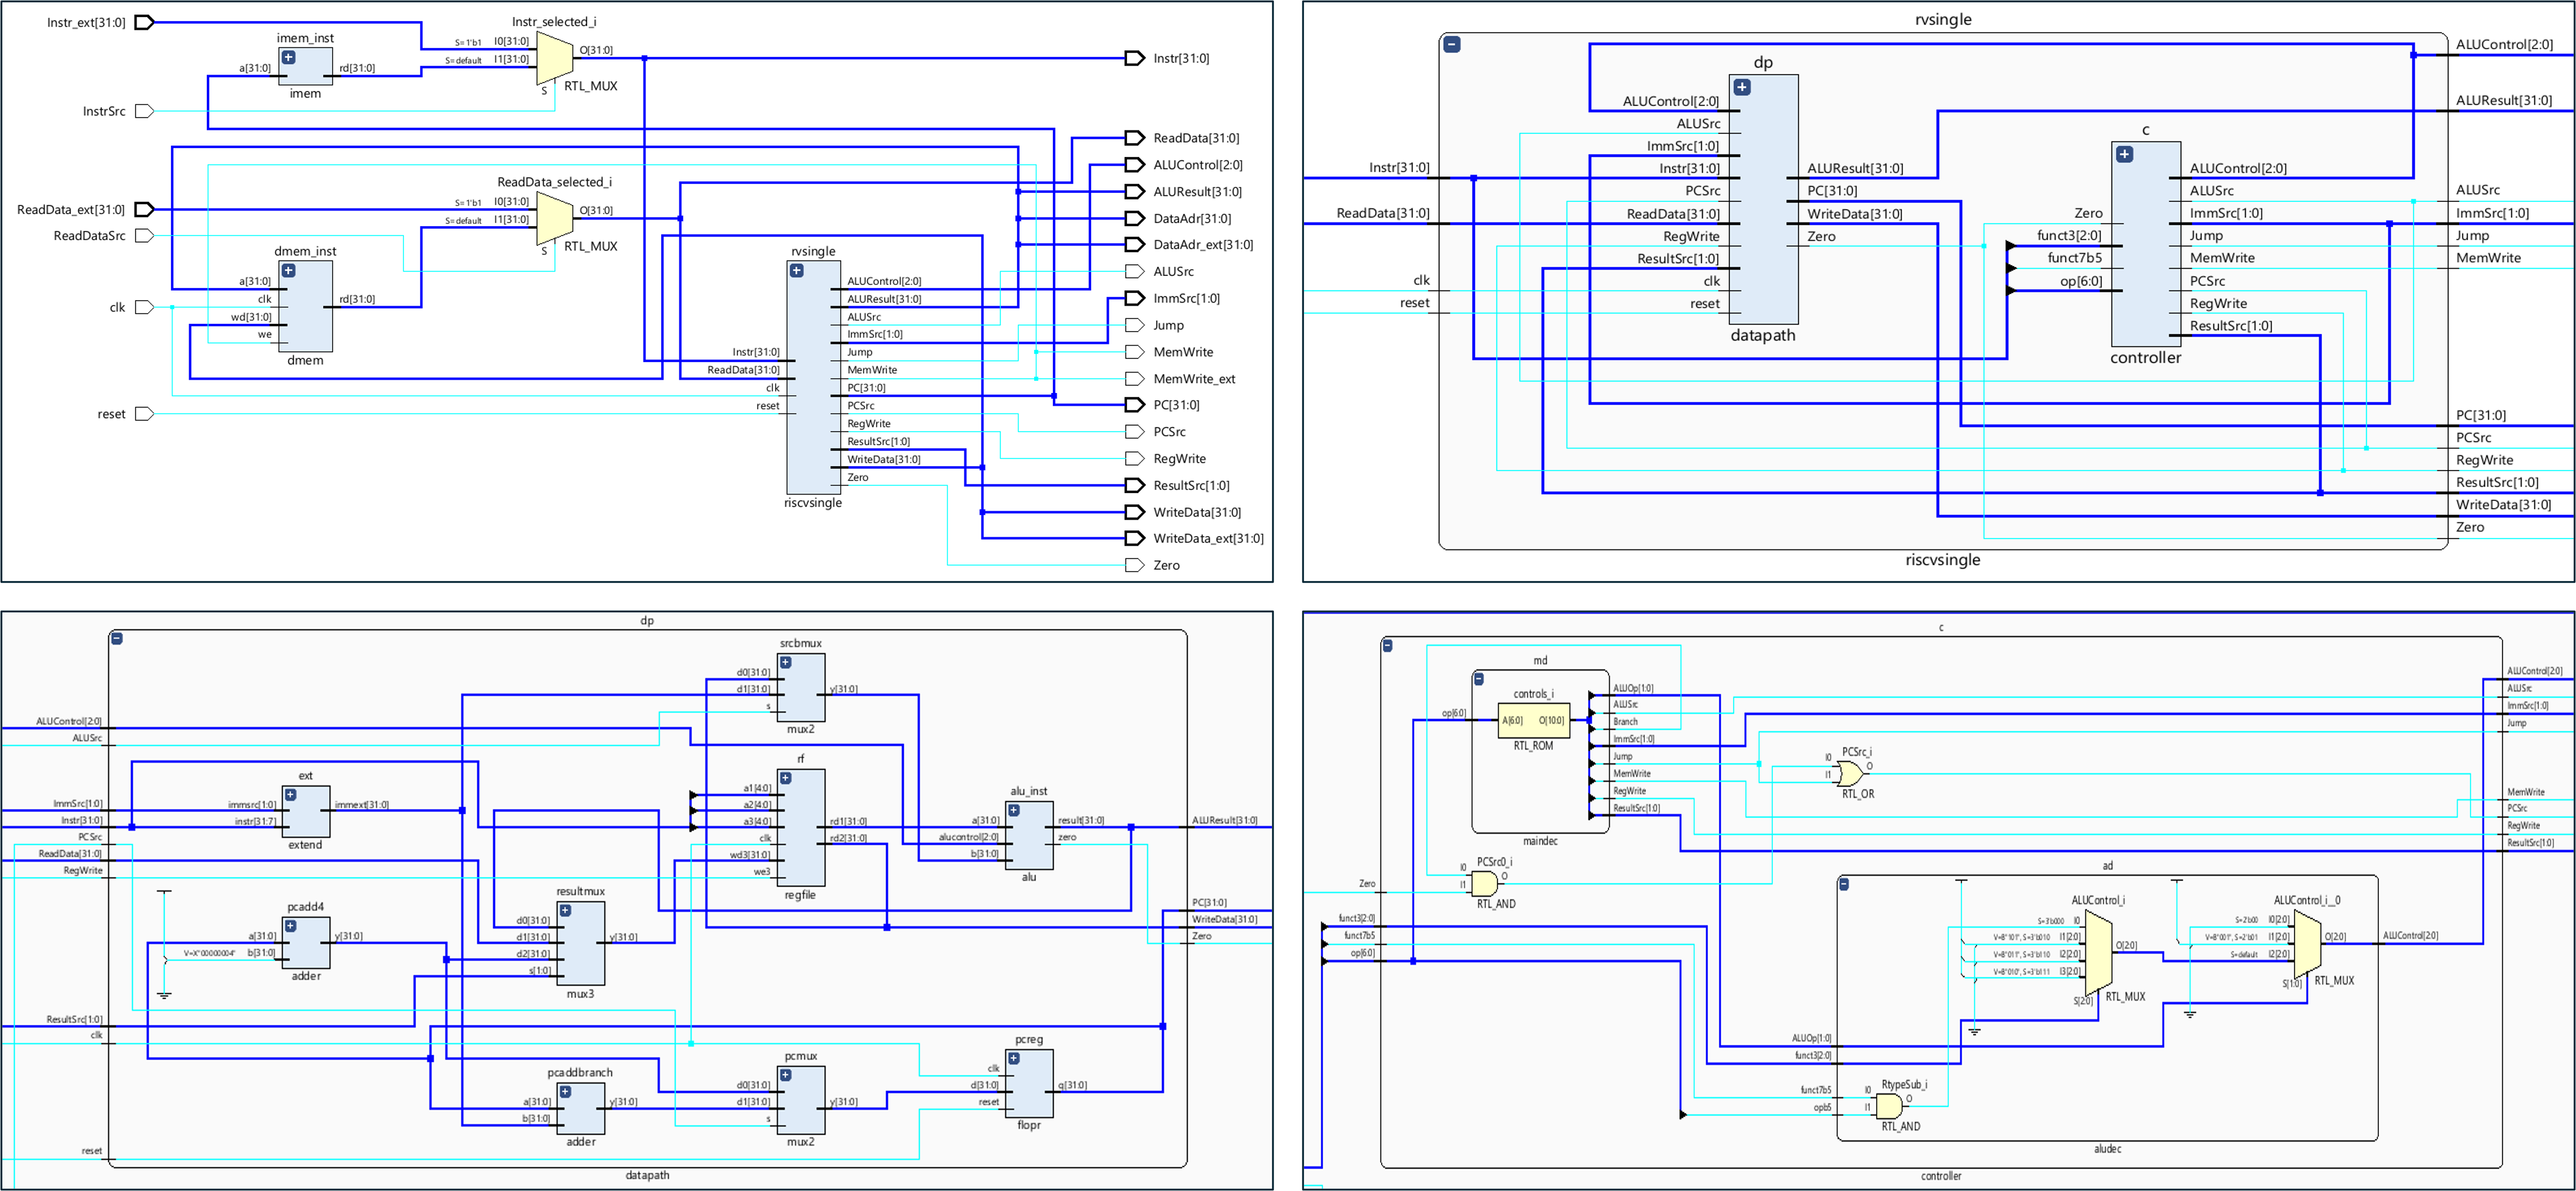 Instr_ext[31:0]
imem_inst
a[31:0]
rd[31:0]
imem
InstrSrc
Instr_selected_i
S=1'b1 I0[31:0]
S=default I1[31:0]
O[31:0]
S
RTL_MUX
ReadData_ext[31:0]
ReadDataSrc
ReadData_selected_i
S=1'b1 I0[31:0]
S=default I1[31:0]
O[31:0]
S
RTL_MUX
dmem_inst
a[31:0]
clk
wd[31:0]
we
rd[31:0]
dmem
clk
reset
rvsingle
Instr[31:0]
ReadData[31:0]
clk
reset
ALUControl[2:0]
ALUResult[31:0]
ALUSrc
ImmSrc[1:0]
Jump
MemWrite
PC[31:0]
PCSrc
RegWrite
ResultSrc[1:0]
WriteData[31:0]
Zero
riscvsingle
Instr[31:0]
ReadData[31:0]
ALUControl[2:0]
ALUResult[31:0]
DataAdr[31:0]
DataAdr_ext[31:0]
ALUSrc
ImmSrc[1:0]
Jump
MemWrite
MemWrite_ext
PC[31:0]
PCSrc
RegWrite
ResultSrc[1:0]
WriteData[31:0]
WriteData_ext[31:0]
Zero
rvsingle
Instr[31:0]
ReadData[31:0]
clk
reset
dp
ALUControl[2:0]
ALUSrc
ImmSrc[1:0]
Instr[31:0]
PCSrc
ReadData[31:0]
RegWrite
ResultSrc[1:0]
clk
reset
ALUResult[31:0]
PC[31:0]
WriteData[31:0]
Zero
datapath
c
Zero
funct3[2:0]
funct7b5
op[6:0]
ALUControl[2:0]
ALUSrc
ImmSrc[1:0]
Jump
MemWrite
PCSrc
RegWrite
ResultSrc[1:0]
controller
ALUControl[2:0]
ALUResult[31:0]
ALUSrc
ImmSrc[1:0]
Jump
MemWrite
PC[31:0]
PCSrc
RegWrite
ResultSrc[1:0]
WriteData[31:0]
Zero
riscvsingle
dp
ALUControl[2:0]
ALUSrc
ImmSrc[1:0]
Instr[31:0]
PCSrc
ReadData[31:0]
RegWrite
ResultSrc[1:0]
clk
reset
ext
immsrc[1:0]
instr[31:7]
immext[31:0]
extend
pcadd4
a[31:0]
V=X"00000004" b[31:0]
y[31:0]
adder
srcbmux
d0[31:0]
d1[31:0]
s
y[31:0]
mux2
rf
a1[4:0]
a2[4:0]
a3[4:0]
clk
wd3[31:0]
we3
rd1[31:0]
rd2[31:0]
regfile
resultmux
d0[31:0]
d1[31:0]
d2[31:0]
s[1:0]
y[31:0]
mux3
alu_inst
a[31:0]
alucontrol[2:0]
b[31:0]
result[31:0]
zero
alu
pcaddbranch
a[31:0]
b[31:0]
y[31:0]
adder
pcmux
d0[31:0]
d1[31:0]
s
y[31:0]
mux2
pcreg
clk
d[31:0]
reset
q[31:0]
flopr
ALUResult[31:0]
PC[31:0]
WriteData[31:0]
Zero
datapath
c
Zero
funct3[2:0]
funct7b5
op[6:0]
md
op[6:0]
controls_i
A[6:0] O[10:0]
RTL_ROM
ALUOp[1:0]
ALUSrc
Branch
ImmSrc[1:0]
Jump
MemWrite
RegWrite
ResultSrc[1:0]
maindec
PCSrc0_i
I0
I1
O
RTL_AND
PCSrc_i
I0
I1
O
RTL_OR
ad
ALUOp[1:0]
funct3[2:0]
funct7b5
opb5
RtypeSub_i
I0
I1
O
RTL_AND
ALUControl_i
S=3'b000 I0
V=B"101", S=3'b010 I1[2:0]
V=B"011", S=3'b110 I2[2:0]
V=B"010", S=3'b111 I3[2:0]
O[2:0]
S[2:0]
RTL_MUX
ALUControl_i__0
S=2'b00 I0[2:0]
V=B"001", S=2'b01 I1[2:0]
S=default I2[2:0]
O[2:0]
S[1:0]
RTL_MUX
ALUControl[2:0]
aludec
ALUControl[2:0]
ALUSrc
ImmSrc[1:0]
Jump
MemWrite
PCSrc
RegWrite
ResultSrc[1:0]
controller